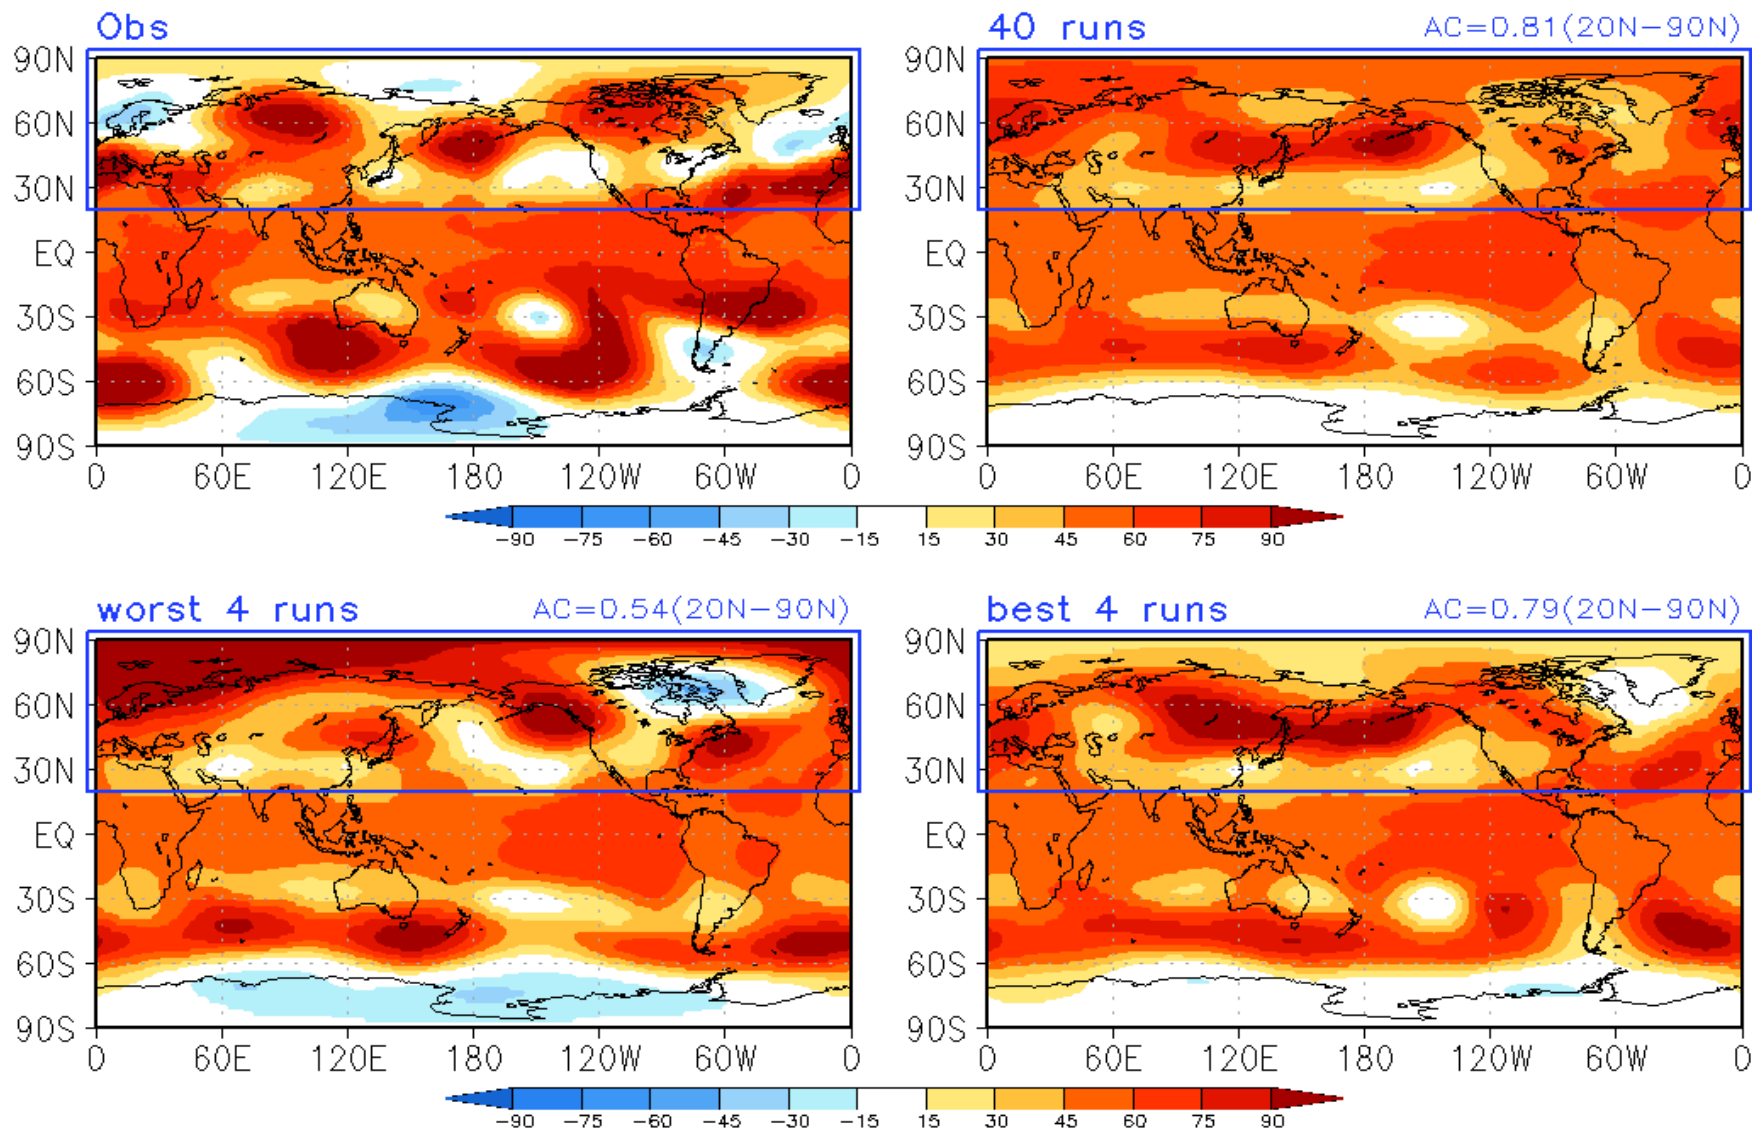 Obs
90N
60N
30N
EQ
30S
60S
90S
0 60E 120E 180 120W 60W 0
40 runs AC=0.81(20N−90N)
90N
60N
30N
EQ
30S
60S
90S
0 60E 120E 180 120W 60W 0
−90 −75 −60 −45 −30 −15 15 30 45 60 75 90
worst 4 runs AC=0.54(20N−90N)
90N
60N
30N
EQ
30S
60S
90S
0 60E 120E 180 120W 60W 0
best 4 runs AC=0.79(20N−90N)
90N
60N
30N
EQ
30S
60S
90S
0 60E 120E 180 120W 60W 0
−90 −75 −60 −45 −30 −15 15 30 45 60 75 90